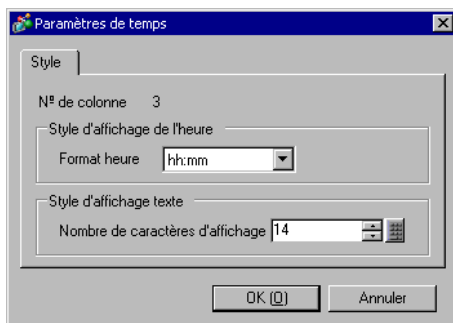 Paramètres de temps
Style
Nº de colonne 3
Style d'affichage de l'heure
Format heure hh:mm
Style d'affichage texte
Nombre de caractères d'affichage 14
OK (O) Annuler